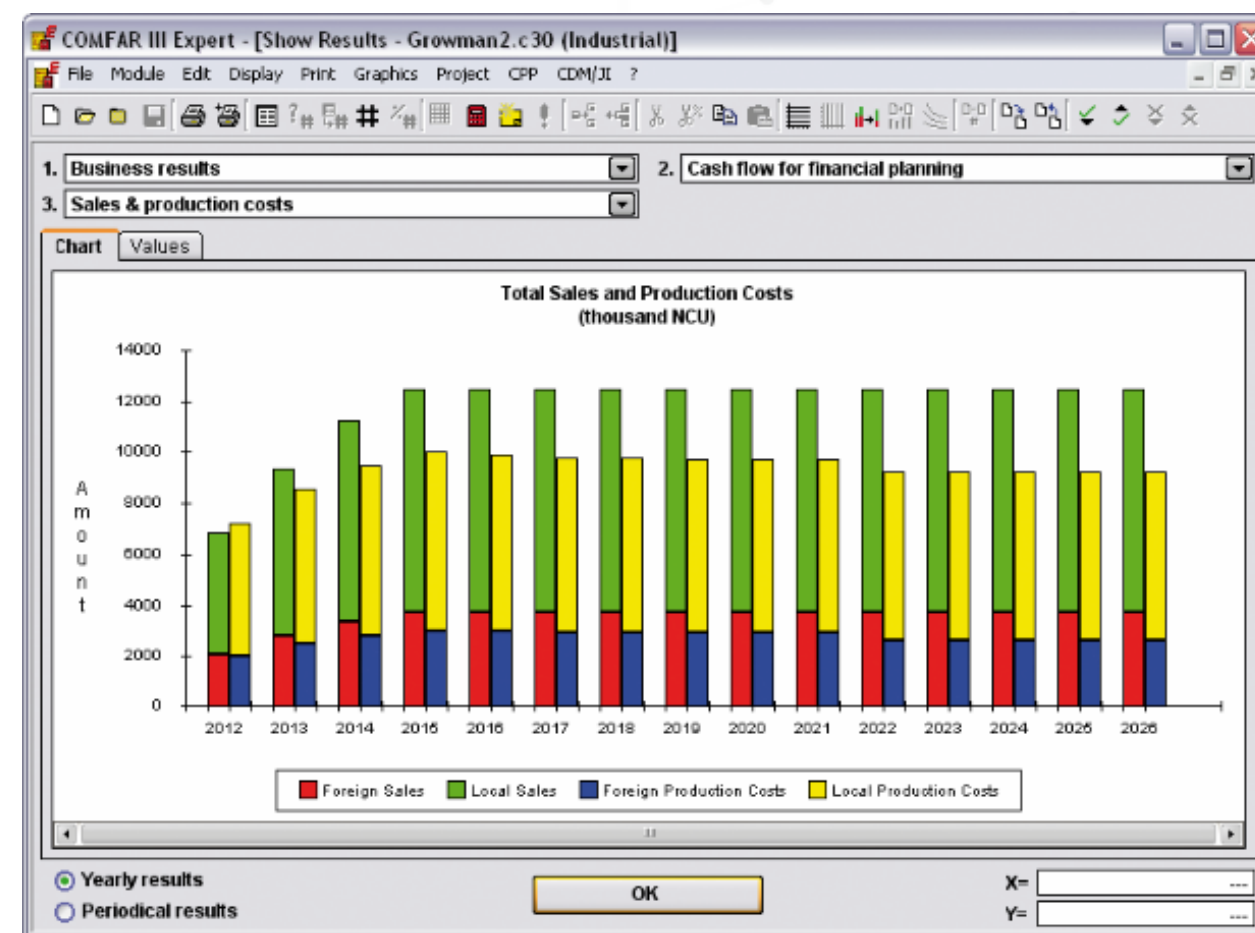 COMFAR III Expert - [Show Results - Growman2.c30 (Industrial)]
File Module Edit Display Print Graphics Project CPP CDM/JI ?
1. Business results 2. Cash flow for financial planning
3. Sales & production costs
Chart Values
Total Sales and Production Costs
(thousand NCU)
14000
12000
10000
8000
6000
4000
2000
0
Amount
2012 2013 2014 2015 2016 2017 2018 2019 2020 2021 2022 2023 2024 2025 2026
Foreign Sales Local Sales Foreign Production Costs Local Production Costs
Yearly results
Periodical results
OK
X= ---
Y= ---